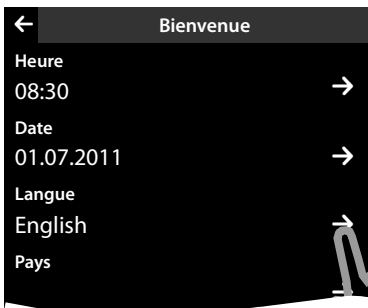 Bienvenue
Heure
08:30
Date
01.07.2011
Langue
English
Pays